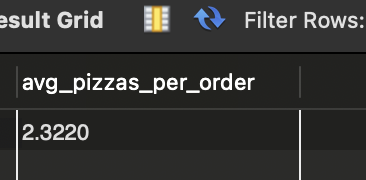 esult Grid Filter Rows:
avg_pizzas_per_order
2.3220